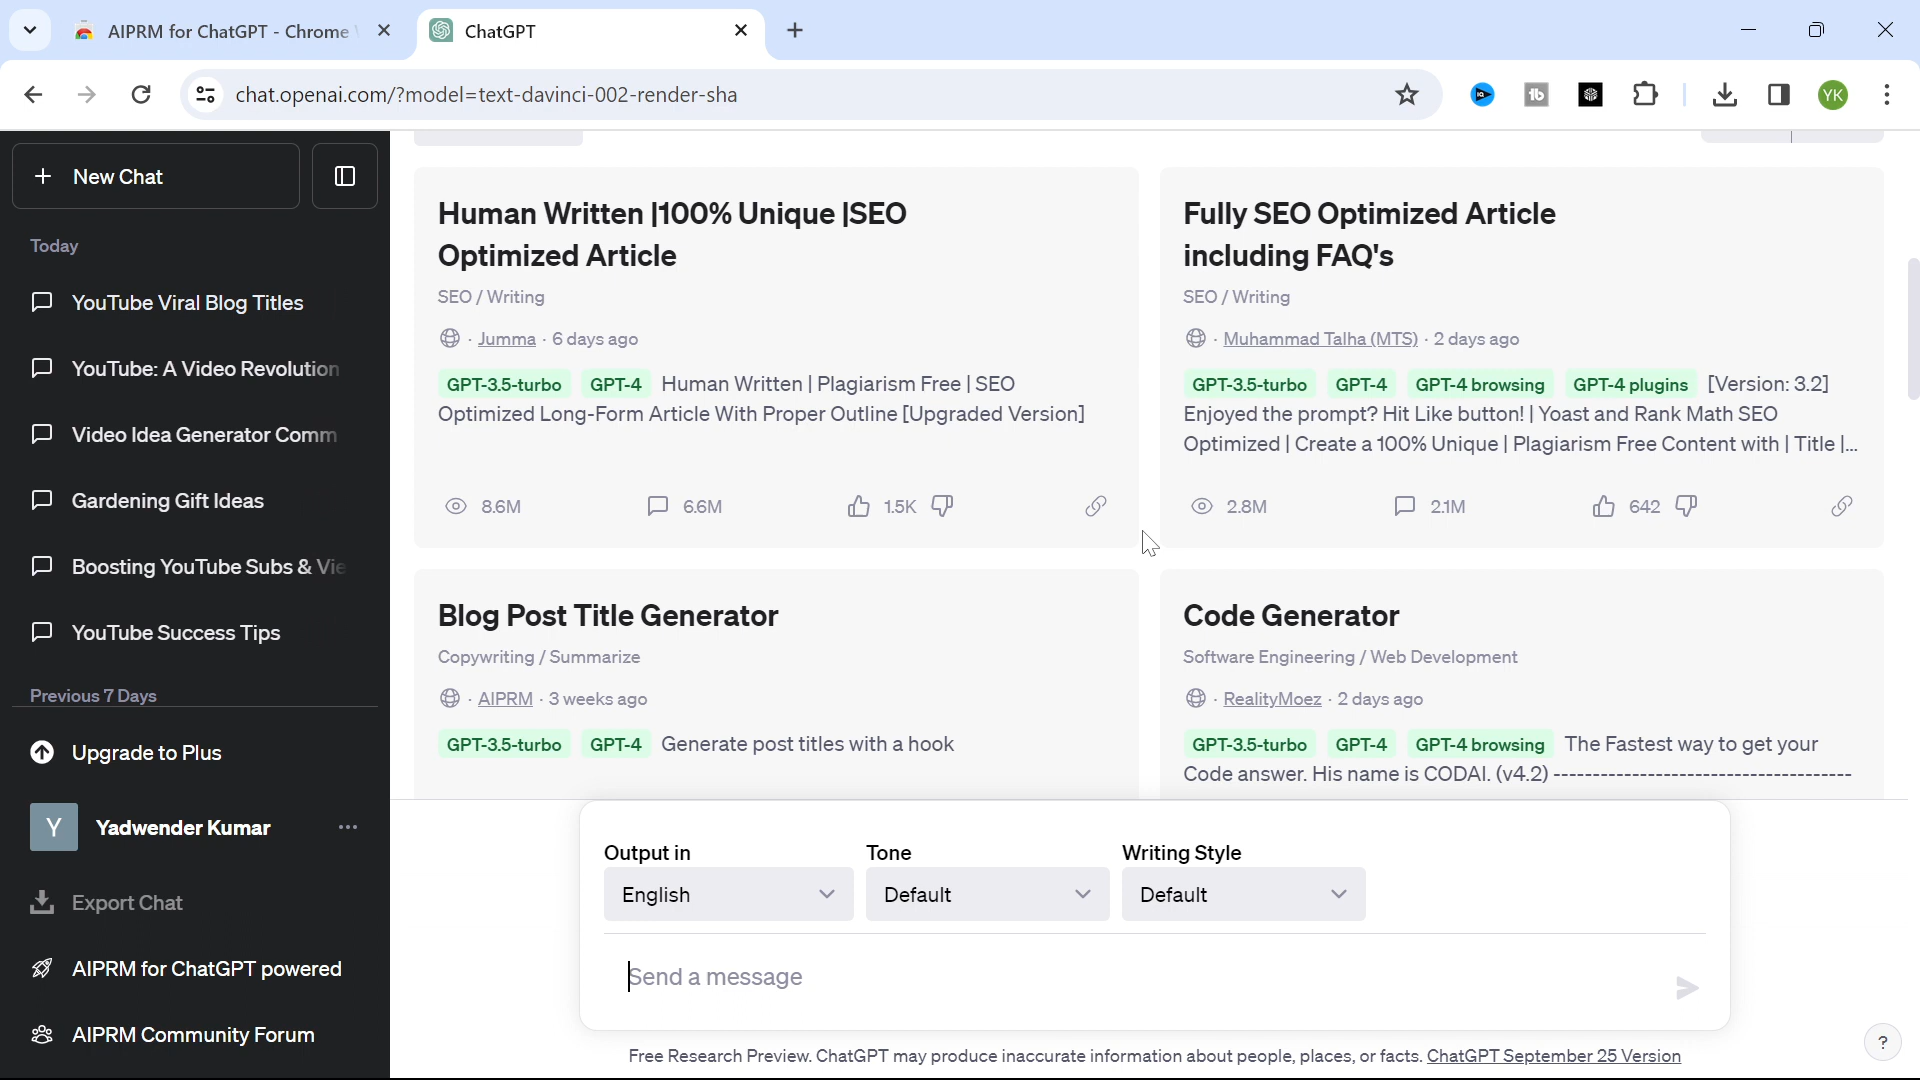 AIPRM for ChatGPT - Chrome
ChatGPT
chat.openai.com/?model=text-davinci-002-render-sha
YK
New Chat
Today
YouTube Viral Blog Titles
YouTube: A Video Revolution
Video Idea Generator Comm
Gardening Gift Ideas
Boosting YouTube Subs & Vie
YouTube Success Tips
Previous 7 Days
Upgrade to Plus
Y
Yadwender Kumar
Export Chat
AIPRM for ChatGPT powered
AIPRM Community Forum
Human Written |100% Unique |SEO
Optimized Article
SEO / Writing
· Jumma · 6 days ago
GPT-3.5-turbo GPT-4 Human Written | Plagiarism Free | SEO
Optimized Long-Form Article With Proper Outline [Upgraded Version]
8.6M 6.6M 1.5K
Fully SEO Optimized Article
including FAQ's
SEO / Writing
· Muhammad Talha (MTS) · 2 days ago
GPT-3.5-turbo GPT-4 GPT-4 browsing GPT-4 plugins [Version: 3.2]
Enjoyed the prompt? Hit Like button! | Yoast and Rank Math SEO
Optimized | Create a 100% Unique | Plagiarism Free Content with | Title |...
2.8M 2.1M 642
Blog Post Title Generator
Copywriting / Summarize
· AIPRM · 3 weeks ago
GPT-3.5-turbo GPT-4 Generate post titles with a hook
Code Generator
Software Engineering / Web Development
· RealityMoez · 2 days ago
GPT-3.5-turbo GPT-4 GPT-4 browsing The Fastest way to get your
Code answer. His name is CODAI. (v4.2) -------------------------------------
Output in Tone Writing Style
English Default Default
Send a message
Free Research Preview. ChatGPT may produce inaccurate information about people, places, or facts. ChatGPT September 25 Version
?